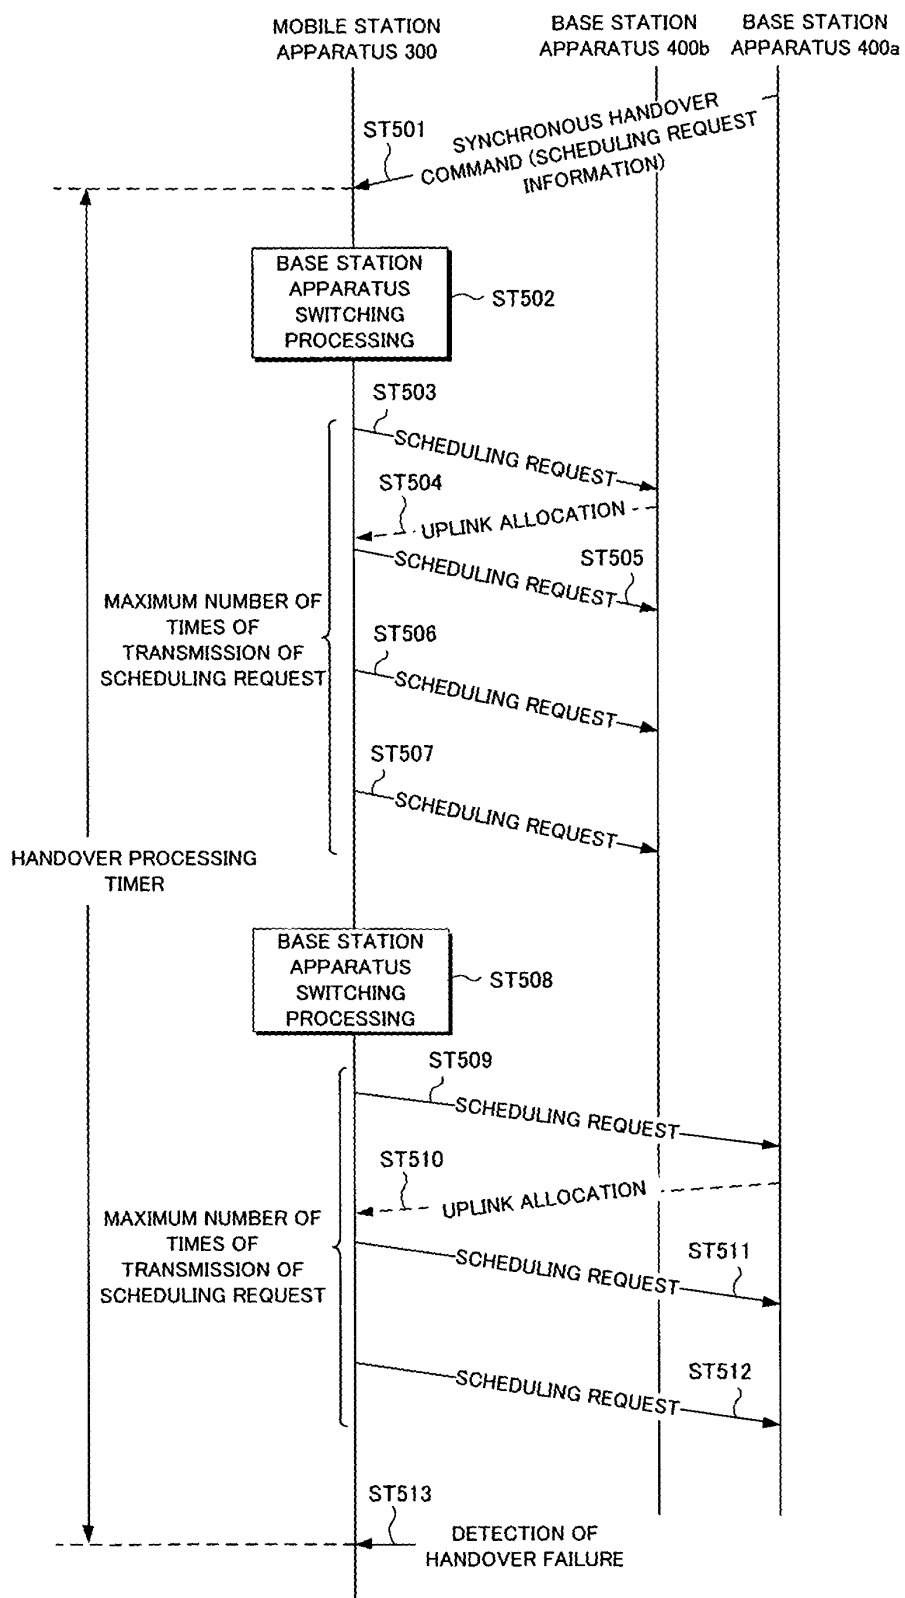 MOBILE STATION
APPARATUS 300
BASE STATION
APPARATUS 400b
BASE STATION
APPARATUS 400a
ST501
SYNCHRONOUS HANDOVER
COMMAND (SCHEDULING REQUEST
INFORMATION)
BASE STATION
APPARATUS
SWITCHING
PROCESSING
ST502
ST503
SCHEDULING REQUEST
ST504
UPLINK ALLOCATION
SCHEDULING REQUEST
ST505
MAXIMUM NUMBER OF
TIMES OF
TRANSMISSION OF
SCHEDULING REQUEST
ST506
SCHEDULING REQUEST
ST507
SCHEDULING REQUEST
HANDOVER PROCESSING
TIMER
BASE STATION
APPARATUS
SWITCHING
PROCESSING
ST508
ST509
SCHEDULING REQUEST
ST510
UPLINK ALLOCATION
MAXIMUM NUMBER OF
TIMES OF
TRANSMISSION OF
SCHEDULING REQUEST
SCHEDULING REQUEST
ST511
SCHEDULING REQUEST
ST512
ST513
DETECTION OF
HANDOVER FAILURE